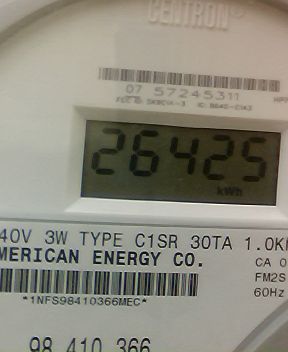 CENTRON®
07 57245311
26425
kWh
40V 3W TYPE C1SR 30TA 1.0K
MERICAN ENERGY CO.
CA 0
FM2S
60Hz
*1NFS98410366MEC*
98 410 366